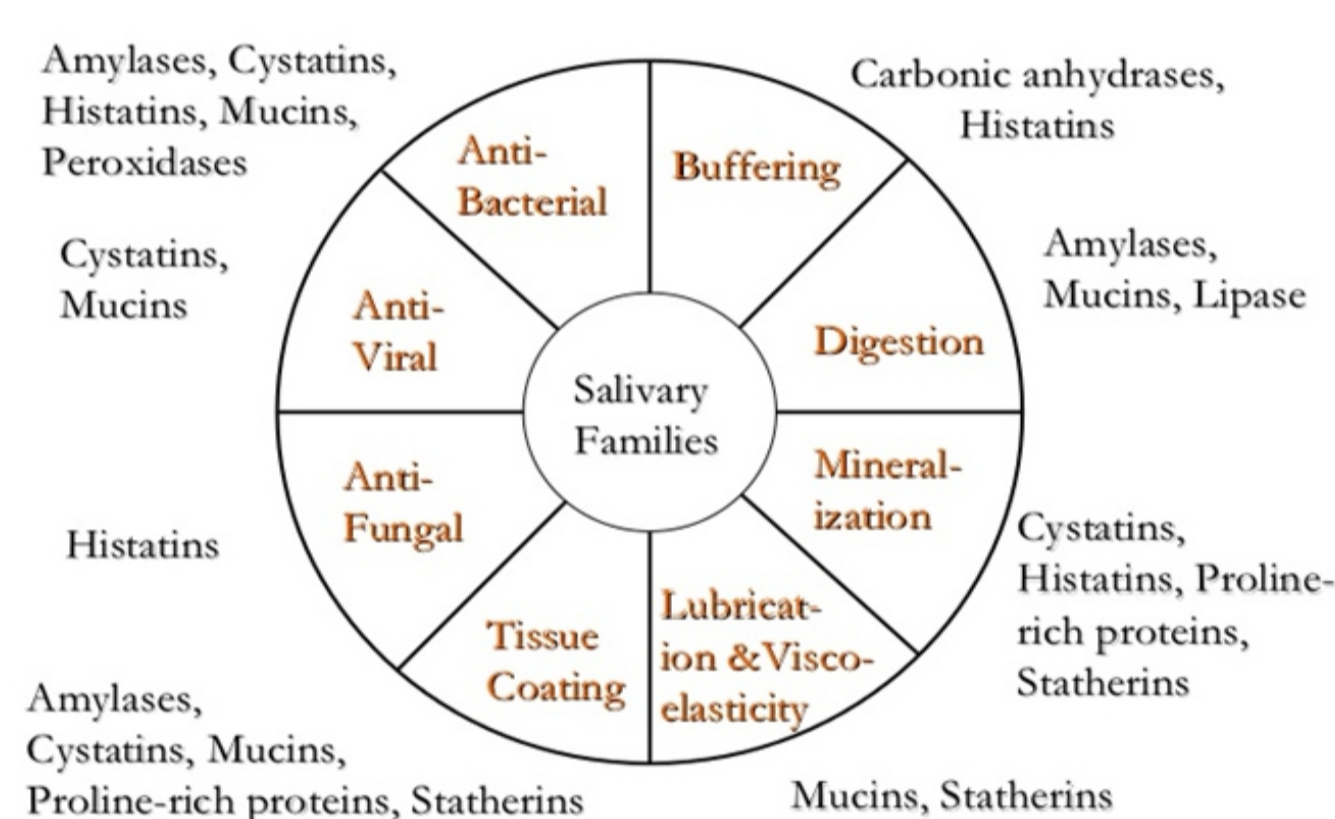 Amylases, Cystatins,
Histatins, Mucins,
Peroxidases
Carbonic anhydrases,
Histatins
Anti-
Bacterial
Buffering
Cystatins,
Mucins
Amylases,
Mucins, Lipase
Anti-
Viral
Digestion
Salivary
Families
Anti-
Fungal
Mineral-
ization
Histatins
Cystatins,
Histatins, Proline-
rich proteins,
Statherins
Tissue
Coating
Lubricat-
ion &Visco-
elasticity
Amylases,
Cystatins, Mucins,
Proline-rich proteins, Statherins
Mucins, Statherins